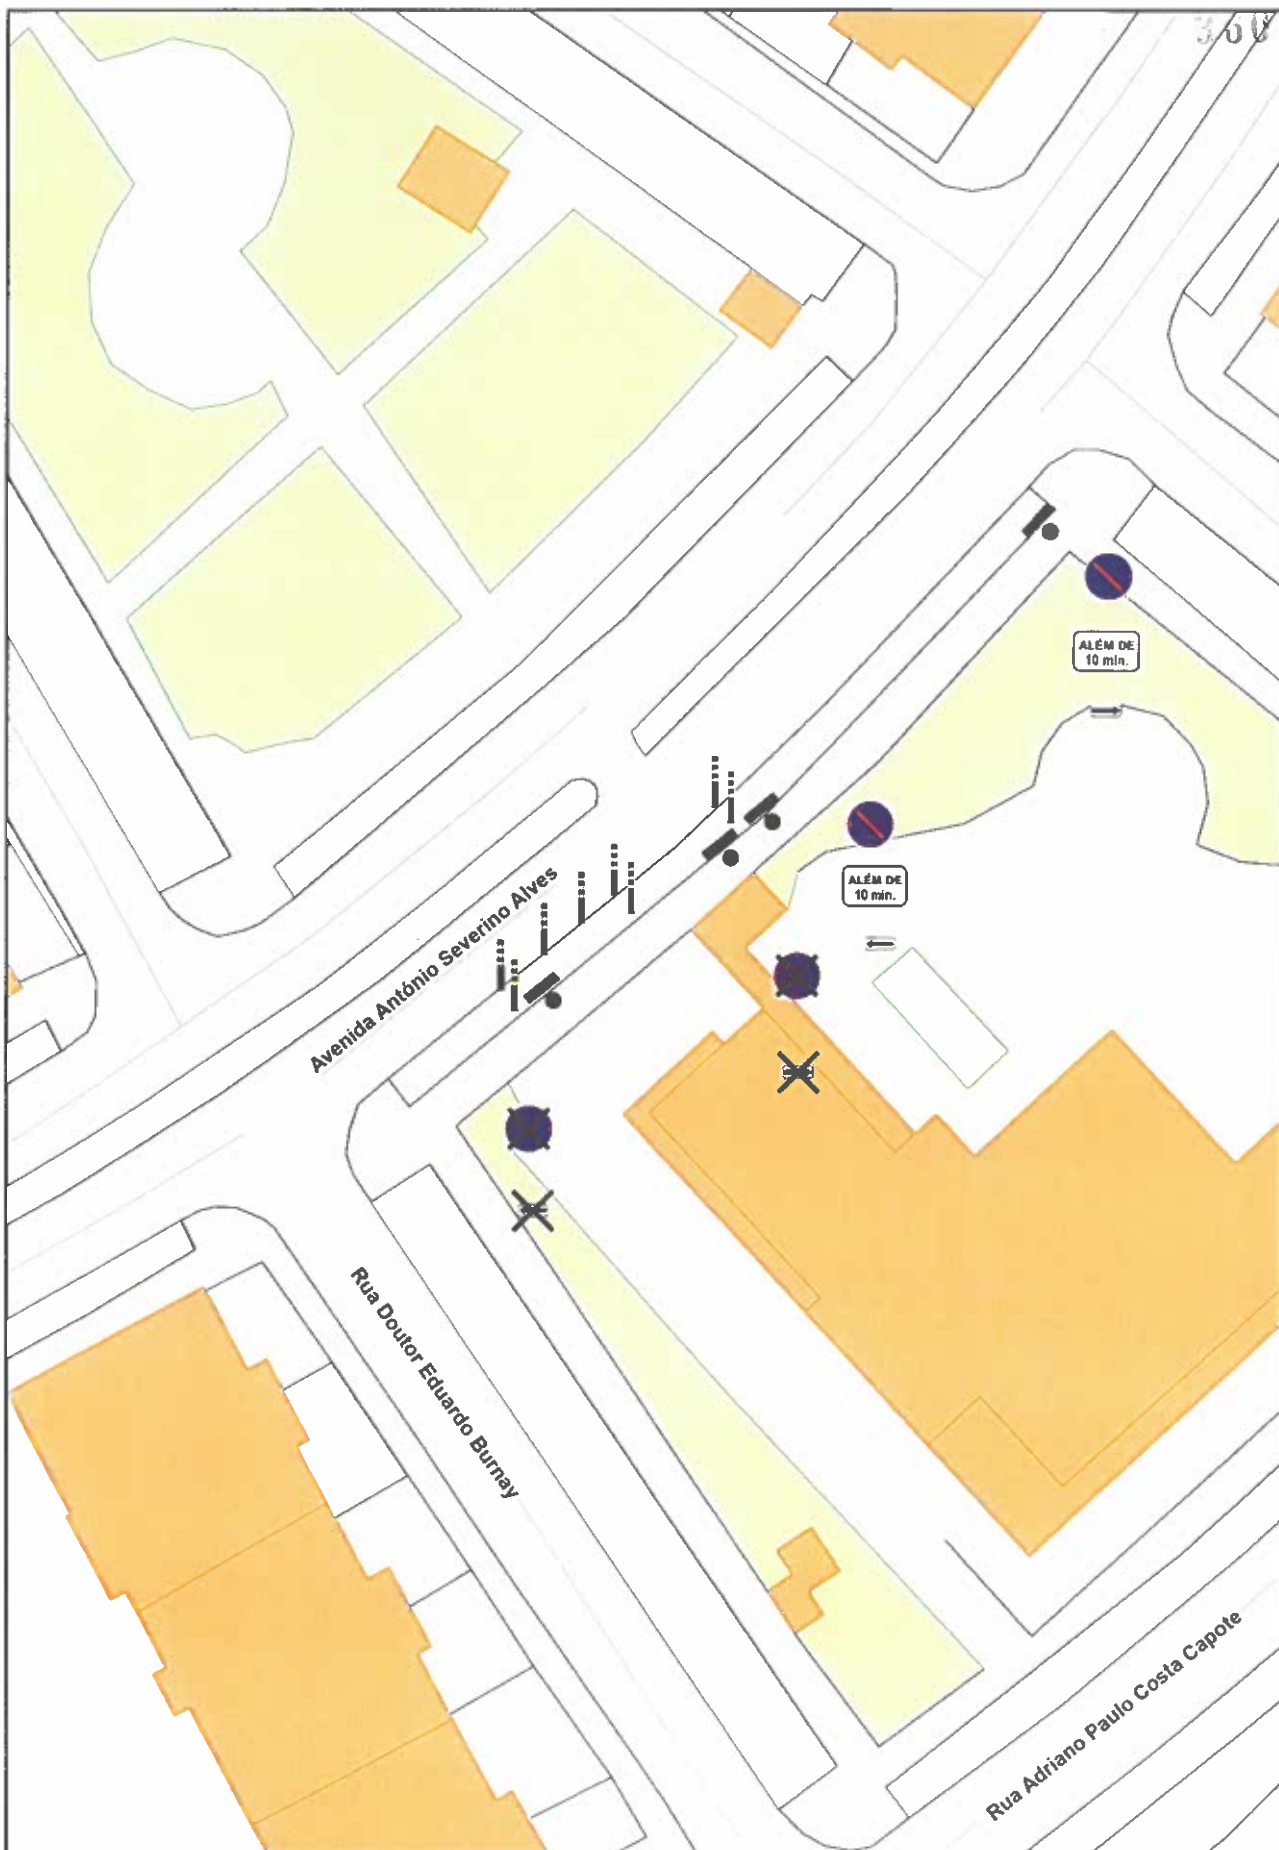 360
ALÉM DE
10 min.
ALÉM DE
10 min.
Avenida António Severino Alves
Rua Doutor Eduardo Burnay
Rua Adriano Paulo Costa Capote